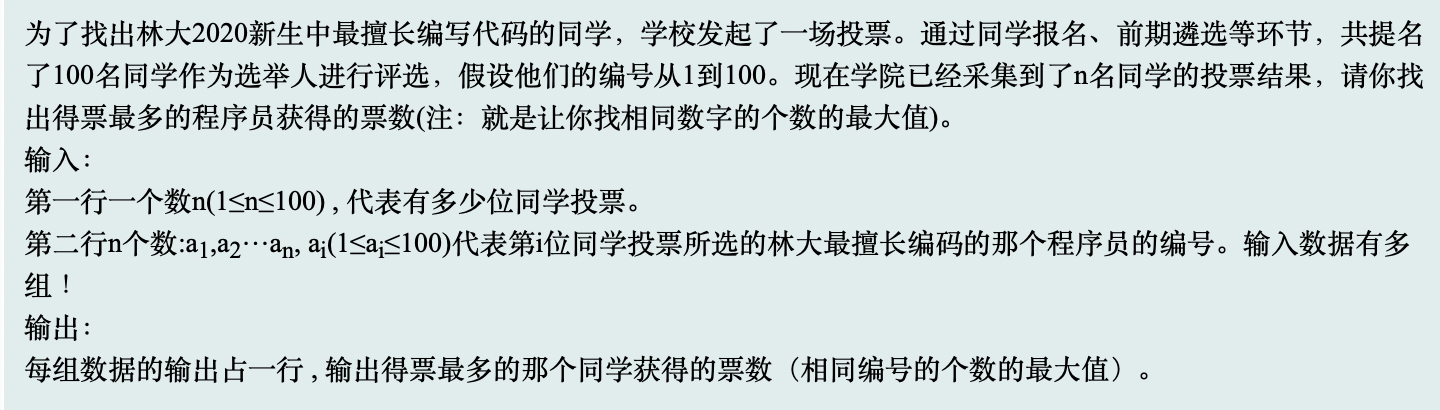 为了找出林大2020新生中最擅长编写代码的同学，学校发起了一场投票。通过同学报名、前期遴选等环节，共提名
了100名同学作为选举人进行评选，假设他们的编号从1到100。现在学院已经采集到了n名同学的投票结果，请你找
出得票最多的程序员获得的票数(注：就是让你找相同数字的个数的最大值)。
输入：
第一行一个数n(1≤n≤100) , 代表有多少位同学投票。
第二行n个数:a₁,a₂⋯aₙ, aᵢ(1≤aᵢ≤100)代表第i位同学投票所选的林大最擅长编码的那个程序员的编号。输入数据有多
组！
输出：
每组数据的输出占一行 , 输出得票最多的那个同学获得的票数（相同编号的个数的最大值）。